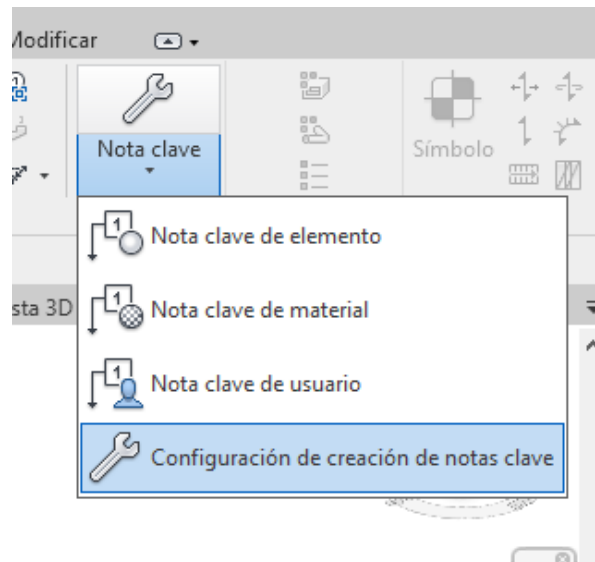 Modificar
Nota clave
Símbolo
Nota clave de elemento
sta 3D
Nota clave de material
Nota clave de usuario
Configuración de creación de notas clave